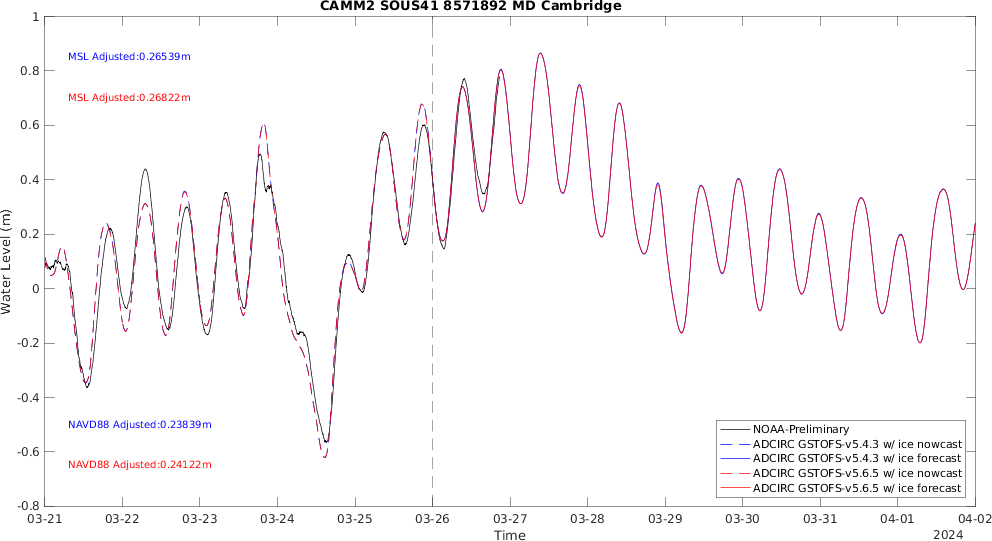 CAMM2 SOUS41 8571892 MD Cambridge
1
0.8
0.6
0.4
0.2
0
-0.2
-0.4
-0.6
-0.8
Water Level (m)
MSL Adjusted:0.26539m
MSL Adjusted:0.26822m
NAVD88 Adjusted:0.23839m
NAVD88 Adjusted:0.24122m
NOAA-Preliminary
ADCIRC GSTOFS-v5.4.3 w/ ice nowcast
ADCIRC GSTOFS-v5.4.3 w/ ice forecast
ADCIRC GSTOFS-v5.6.5 w/ ice nowcast
ADCIRC GSTOFS-v5.6.5 w/ ice forecast
03-21 03-22 03-23 03-24 03-25 03-26 03-27 03-28 03-29 03-30 03-31 04-01 04-02
Time
2024